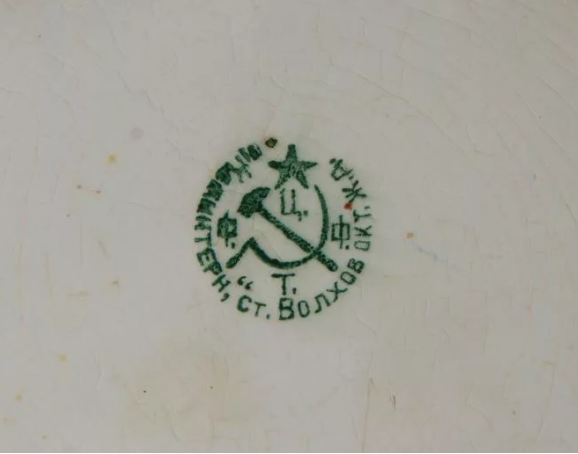 Ц.
Ф. Ф.
Т.
"Коминтерн" ст. Волхов окт. ж.д.